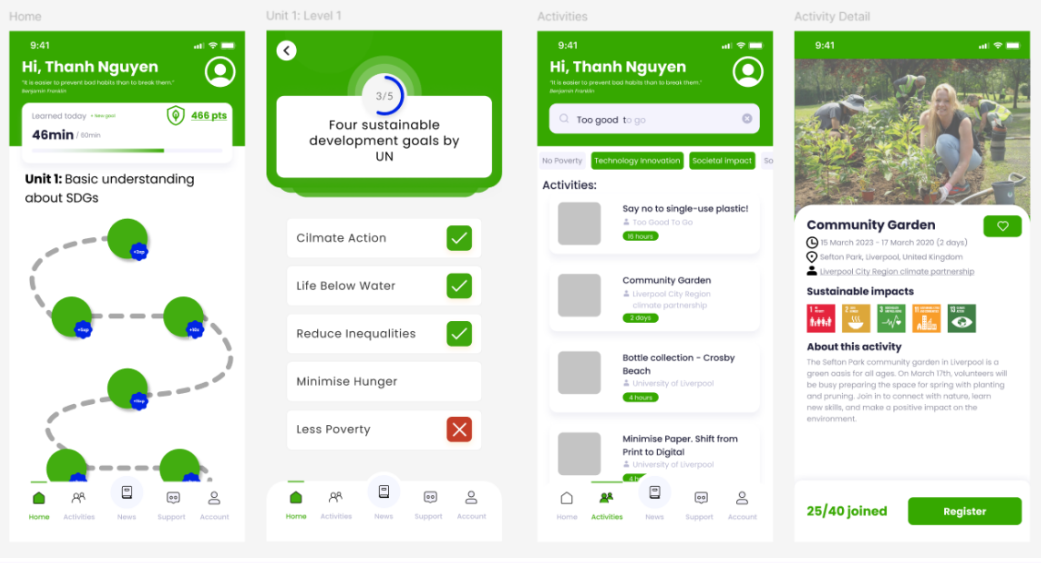 Home
9:41
Hi, Thanh Nguyen
"It is easier to prevent bad habits than to break them."
Benjamin Franklin
Learned today
+ New goal
466 pts
46min / 60min
Unit 1: Basic understanding
about SDGs
Home
Activities
News
Support
Account
Unit 1: Level 1
3/5
Four sustainable
development goals by
UN
Cilmate Action
Life Below Water
Reduce Inequalities
Minimise Hunger
Less Poverty
Home
Activities
News
Support
Account
Activities
9:41
Hi, Thanh Nguyen
"It is easier to prevent bad habits than to break them."
Benjamin Franklin
Too good to go
No Poverty
Technology Innovation
Societal impact
So
Activities:
Say no to single-use plastic!
Too Good To Go
16 hours
Community Garden
Liverpool City Region
climate partnership
2 days
Bottle collection - Crosby
Beach
University of Liverpool
4 hours
Minimise Paper. Shift from
Print to Digital
University of Liverpool
Home
Activities
News
Support
Account
Activity Detail
9:41
Community Garden
15 March 2023 - 17 March 2020 (2 days)
Sefton Park, Liverpool, United Kingdom
Liverpool City Region climate partnership
Sustainable impacts
About this activity
The Sefton Park community garden in Liverpool is a
green oasis for all ages. On March 17th, volunteers will
be busy preparing the space for spring with planting
and pruning. Join in to connect with nature, learn
new skills, and make a positive impact on the
environment.
25/40 joined
Register